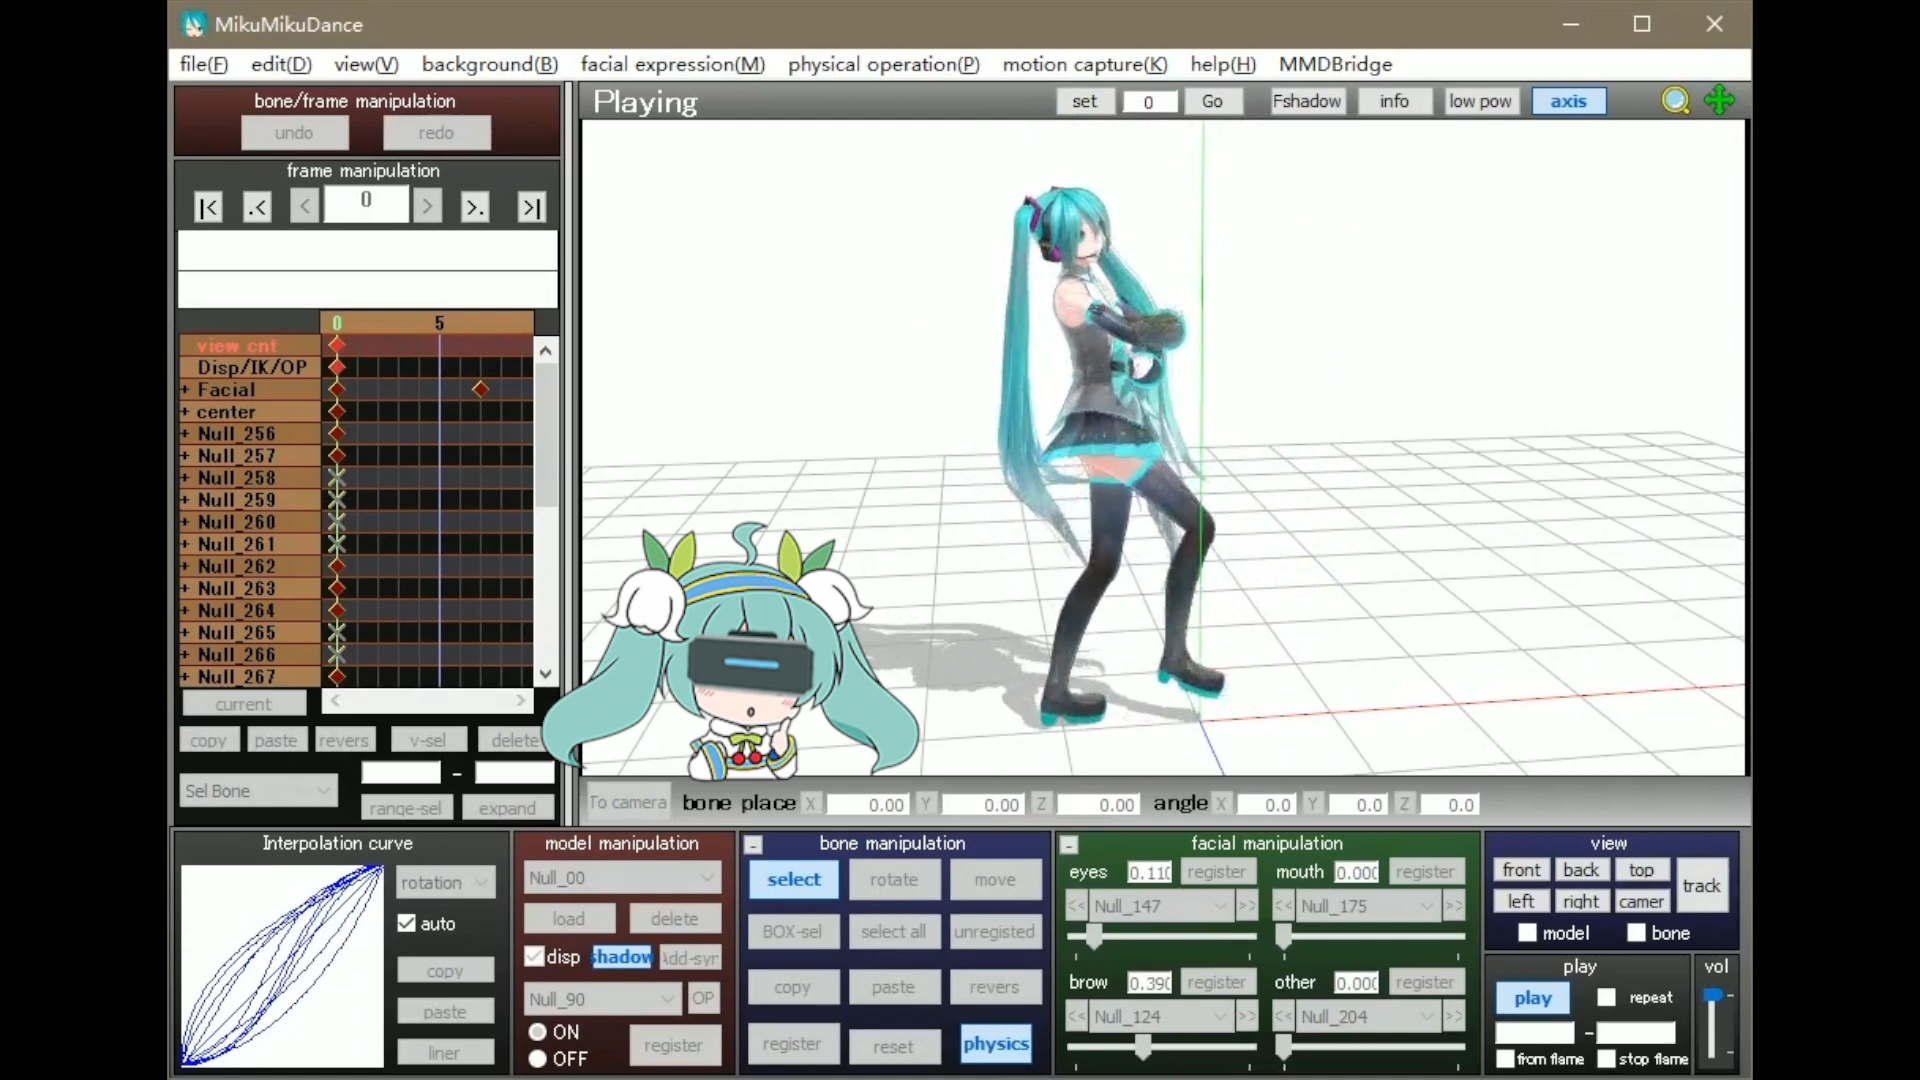 MikuMikuDance
file(F) edit(D) view(V) background(B) facial expression(M) physical operation(P) motion capture(K) help(H) MMDBridge
bone/frame manipulation
undo redo
frame manipulation
|< .< < 0 > >. >|
0 5
view cnt
Disp/IK/OP
+ Facial
+ center
+ Null_256
+ Null_257
+ Null_258
+ Null_259
+ Null_260
+ Null_261
+ Null_262
+ Null_263
+ Null_264
+ Null_265
+ Null_266
+ Null_267
current
copy paste revers v-sel delete
Sel Bone
-
range-sel expand
Playing
set 0 Go Fshadow info low pow axis
To camera bone place X 0.00 Y 0.00 Z 0.00 angle X 0.0 Y 0.0 Z 0.0
Interpolation curve
rotation
auto
copy
paste
liner
model manipulation
Null_00
load delete
disp shadow Add-syn
Null_90 OP
ON
OFF
register
- bone manipulation
select rotate move
BOX-sel select all unregisted
copy paste revers
register reset physics
- facial manipulation
eyes 0.110 register mouth 0.000 register
<< Null_147 >> << Null_175 >>
brow 0.390 register other 0.000 register
<< Null_124 >> << Null_204 >>
view
front back top
track
left right camer
model bone
play
play repeat
-
from flame stop flame
vol